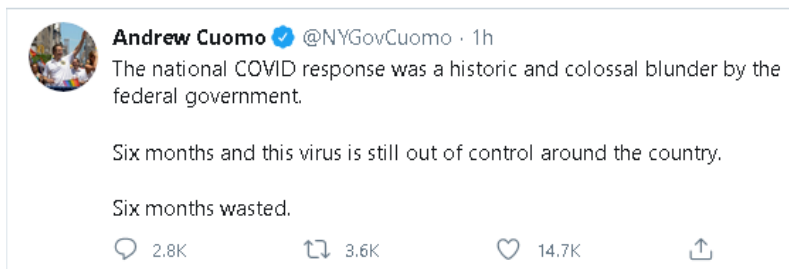 Andrew Cuomo @NYGovCuomo · 1h
The national COVID response was a historic and colossal blunder by the
federal government.
Six months and this virus is still out of control around the country.
Six months wasted.
2.8K 3.6K 14.7K